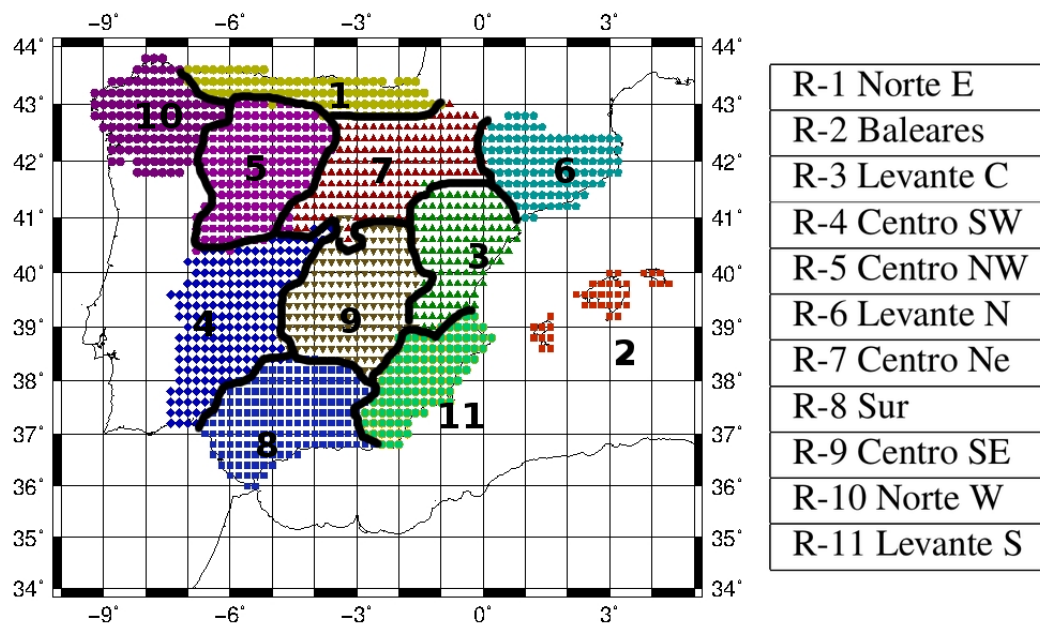 −9° −6° −3° 0° 3°
44° 44°
43° 43°
42° 42°
41° 41°
40° 40°
39° 39°
38° 38°
37° 37°
36° 36°
35° 35°
34° 34°
−9° −6° −3° 0° 3°
1
10
5
7
6
3
4
9
2
11
8
R-1 Norte E
R-2 Baleares
R-3 Levante C
R-4 Centro SW
R-5 Centro NW
R-6 Levante N
R-7 Centro Ne
R-8 Sur
R-9 Centro SE
R-10 Norte W
R-11 Levante S